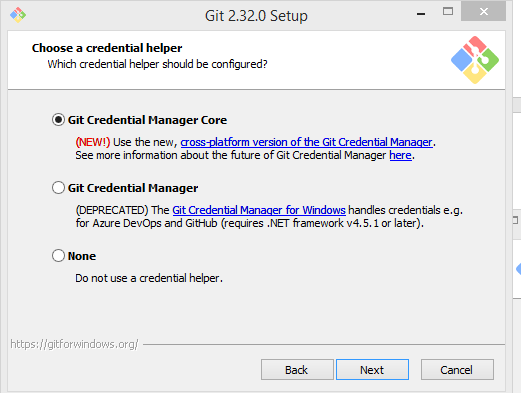 Git 2.32.0 Setup
Choose a credential helper
Which credential helper should be configured?
Git Credential Manager Core
(NEW!) Use the new, cross-platform version of the Git Credential Manager.
See more information about the future of Git Credential Manager here.
Git Credential Manager
(DEPRECATED) The Git Credential Manager for Windows handles credentials e.g.
for Azure DevOps and GitHub (requires .NET framework v4.5.1 or later).
None
Do not use a credential helper.
https://gitforwindows.org/
Back
Next
Cancel